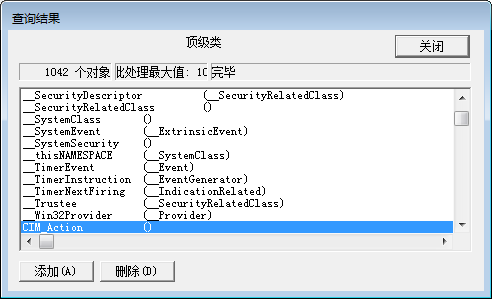 查询结果
顶级类
关闭
1042 个对象 批处理最大值: 10 完毕
__SecurityDescriptor (__SecurityRelatedClass)
__SecurityRelatedClass ()
__SystemClass ()
__SystemEvent (__ExtrinsicEvent)
__SystemSecurity ()
__thisNAMESPACE (__SystemClass)
__TimerEvent (__Event)
__TimerInstruction (__EventGenerator)
__TimerNextFiring (__IndicationRelated)
__Trustee (__SecurityRelatedClass)
__Win32Provider (__Provider)
CIM_Action ()
添加(A) 删除(D)